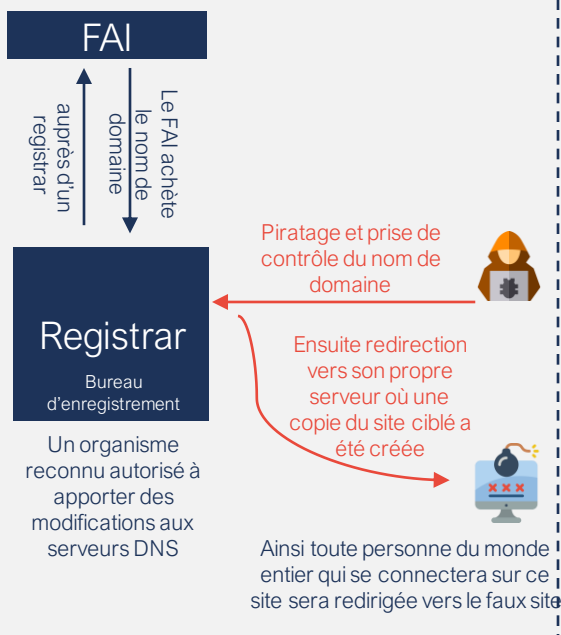 FAI
Le FAI achète
le nom de
domaine
auprès d'un
registrar
Piratage et prise de
contrôle du nom de
domaine
Registrar
Bureau
d'enregistrement
Ensuite redirection
vers son propre
serveur où une
copie du site ciblé a
été créée
Un organisme
reconnu autorisé à
apporter des
modifications aux
serveurs DNS
Ainsi toute personne du monde
entier qui se connectera sur ce
site sera redirigée vers le faux site